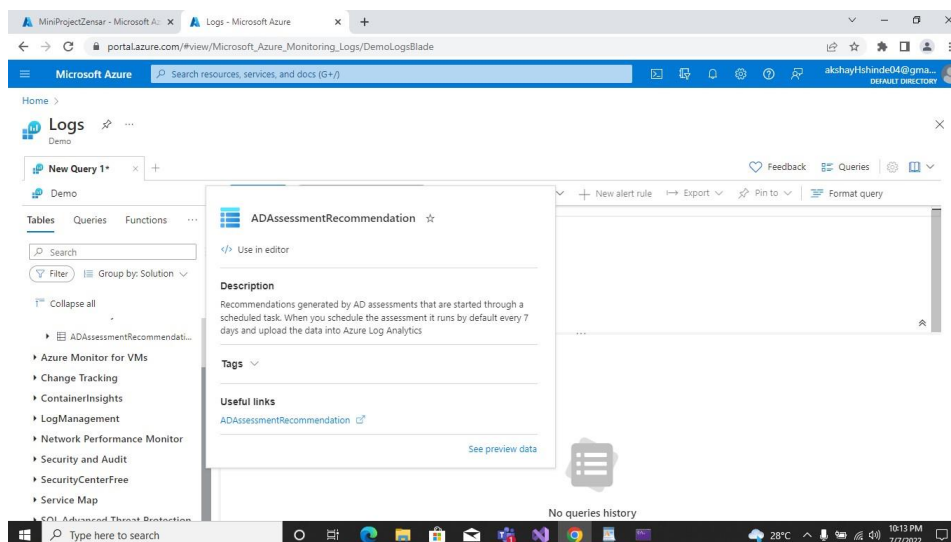 MiniProjectZensar - Microsoft Az
Logs - Microsoft Azure
portal.azure.com/#view/Microsoft_Azure_Monitoring_Logs/DemoLogsBlade
Microsoft Azure
Search resources, services, and docs (G+/)
akshayHshinde04@gma...
DEFAULT DIRECTORY
Home >
Logs
Demo
New Query 1*
Feedback
Queries
Demo
New alert rule
Export
Pin to
Format query
Tables
Queries
Functions
Search
Filter
Group by: Solution
Collapse all
ADAssessmentRecommendati...
Azure Monitor for VMs
Change Tracking
ContainerInsights
LogManagement
Network Performance Monitor
Security and Audit
SecurityCenterFree
Service Map
SQL Advanced Threat Protection
ADAssessmentRecommendation
</> Use in editor
Description
Recommendations generated by AD assessments that are started through a
scheduled task. When you schedule the assessment it runs by default every 7
days and upload the data into Azure Log Analytics
Tags
Useful links
ADAssessmentRecommendation
See preview data
No queries history
Type here to search
28°C
10:13 PM
7/7/2022